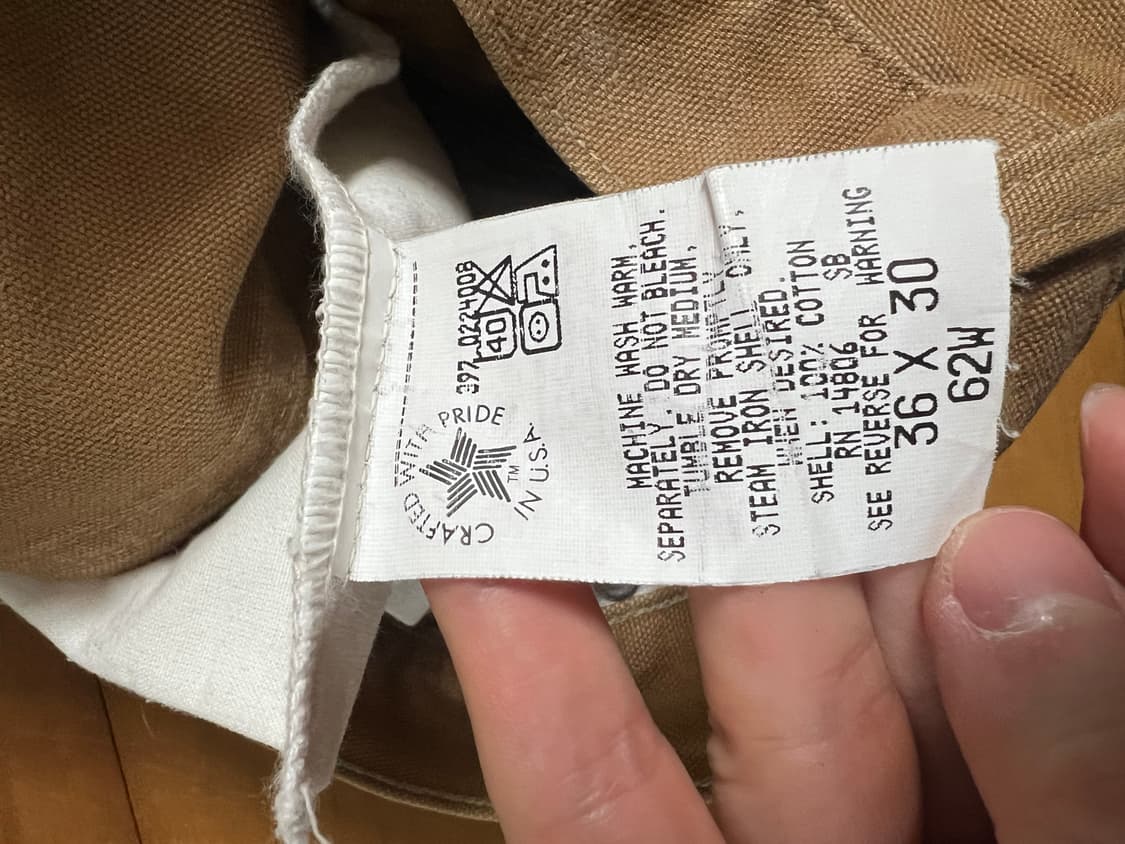 397 0224008
40
CRAFTED WITH PRIDE
IN U.S.A.
TM
MACHINE WASH WARM,
SEPARATELY. DO NOT BLEACH.
TUMBLE DRY MEDIUM,
REMOVE PROMPTLY
STEAM IRON SHELL ONLY,
WHEN DESIRED.
SHELL: 100% COTTON
RN 14806 SB
SEE REVERSE FOR WARNING
36 X 30
62W